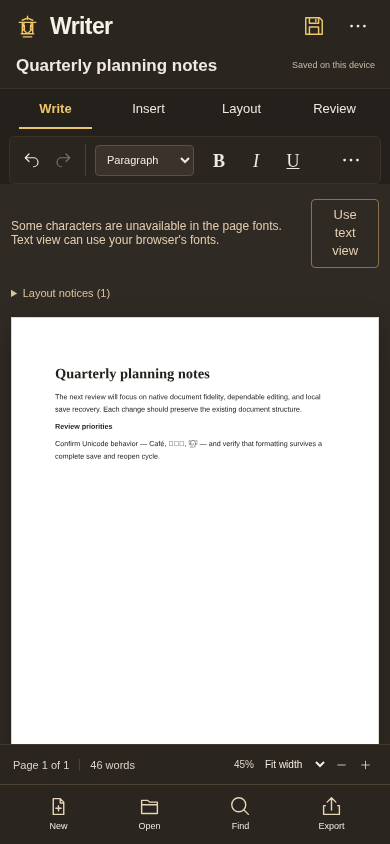 Writer
Quarterly planning notes
Saved on this device
Write Insert Layout Review
Paragraph B I U
Some characters are unavailable in the page fonts.
Text view can use your browser's fonts.
Use
text
view
Layout notices (1)
Quarterly planning notes
The next review will focus on native document fidelity, dependable editing, and local
save recovery. Each change should preserve the existing document structure.
Review priorities
Confirm Unicode behavior — Café, □□□, — and verify that formatting survives a
complete save and reopen cycle.
Page 1 of 1 46 words 45% Fit width
New Open Find Export